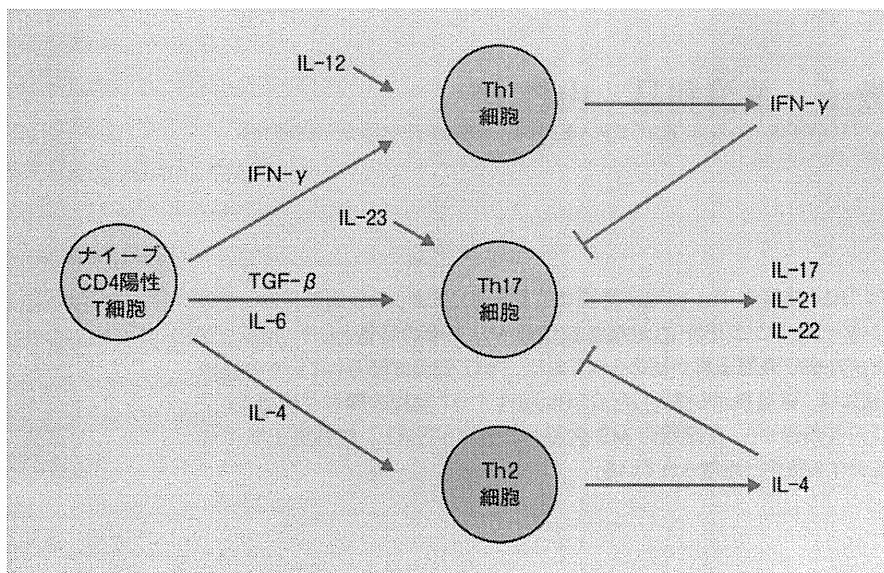 IL-12
Th1
細胞
IFN-γ
IFN-γ
IL-23
ナイーブ
CD4陽性
T細胞
TGF-β
IL-6
Th17
細胞
IL-17
IL-21
IL-22
IL-4
Th2
細胞
IL-4